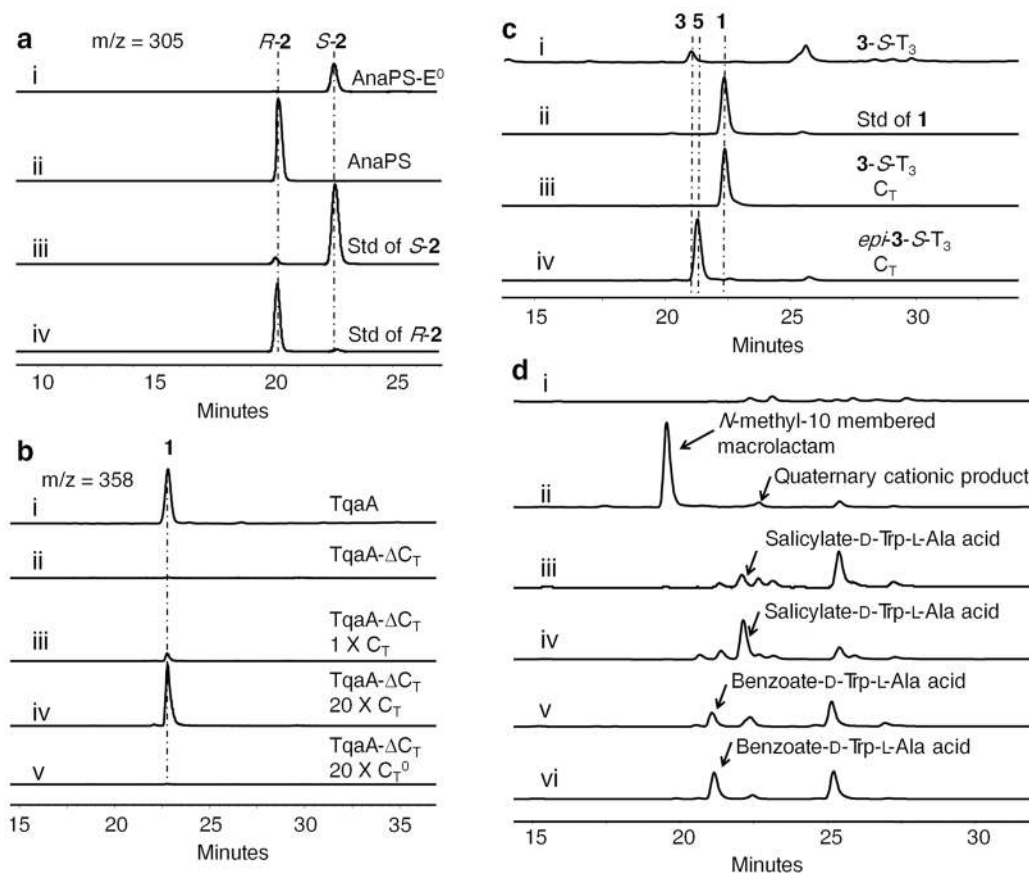 a
m/z = 305
R-2
S-2
i
AnaPS-E⁰
ii
AnaPS
iii
Std of S-2
iv
Std of R-2
10 15 20 25
Minutes
b
1
m/z = 358
i
TqaA
ii
TqaA-ΔC_T
iii
TqaA-ΔC_T
1 X C_T
iv
TqaA-ΔC_T
20 X C_T
v
TqaA-ΔC_T
20 X C_T⁰
15 20 25 30 35
Minutes
c
3 5 1
i
3-S-T₃
ii
Std of 1
iii
3-S-T₃
C_T
iv
epi-3-S-T₃
C_T
15 20 25 30
Minutes
d
i
N-methyl-10 membered
macrolactam
ii
Quaternary cationic product
iii
Salicylate-D-Trp-L-Ala acid
iv
Salicylate-D-Trp-L-Ala acid
v
Benzoate-D-Trp-L-Ala acid
vi
Benzoate-D-Trp-L-Ala acid
15 20 25 30
Minutes